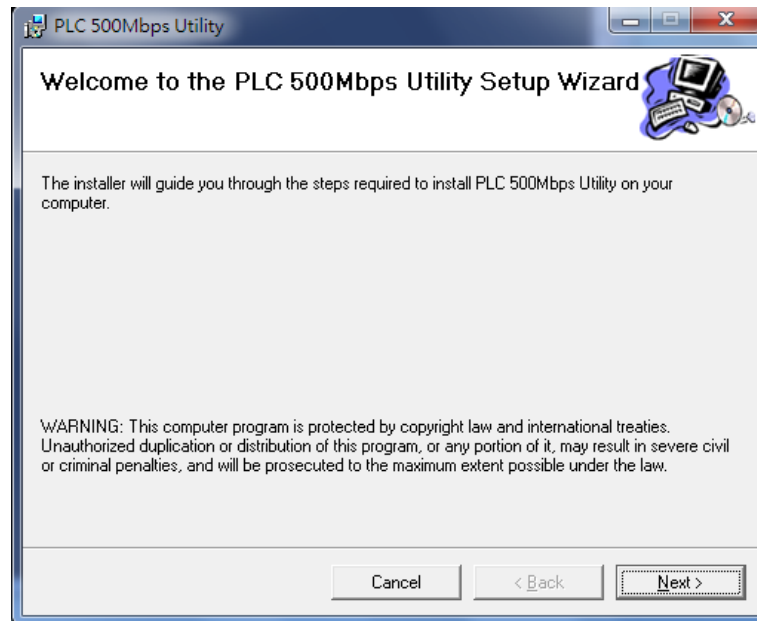 PLC 500Mbps Utility
Welcome to the PLC 500Mbps Utility Setup Wizard
The installer will guide you through the steps required to install PLC 500Mbps Utility on your
computer.
WARNING: This computer program is protected by copyright law and international treaties.
Unauthorized duplication or distribution of this program, or any portion of it, may result in severe civil
or criminal penalties, and will be prosecuted to the maximum extent possible under the law.
Cancel < Back Next >